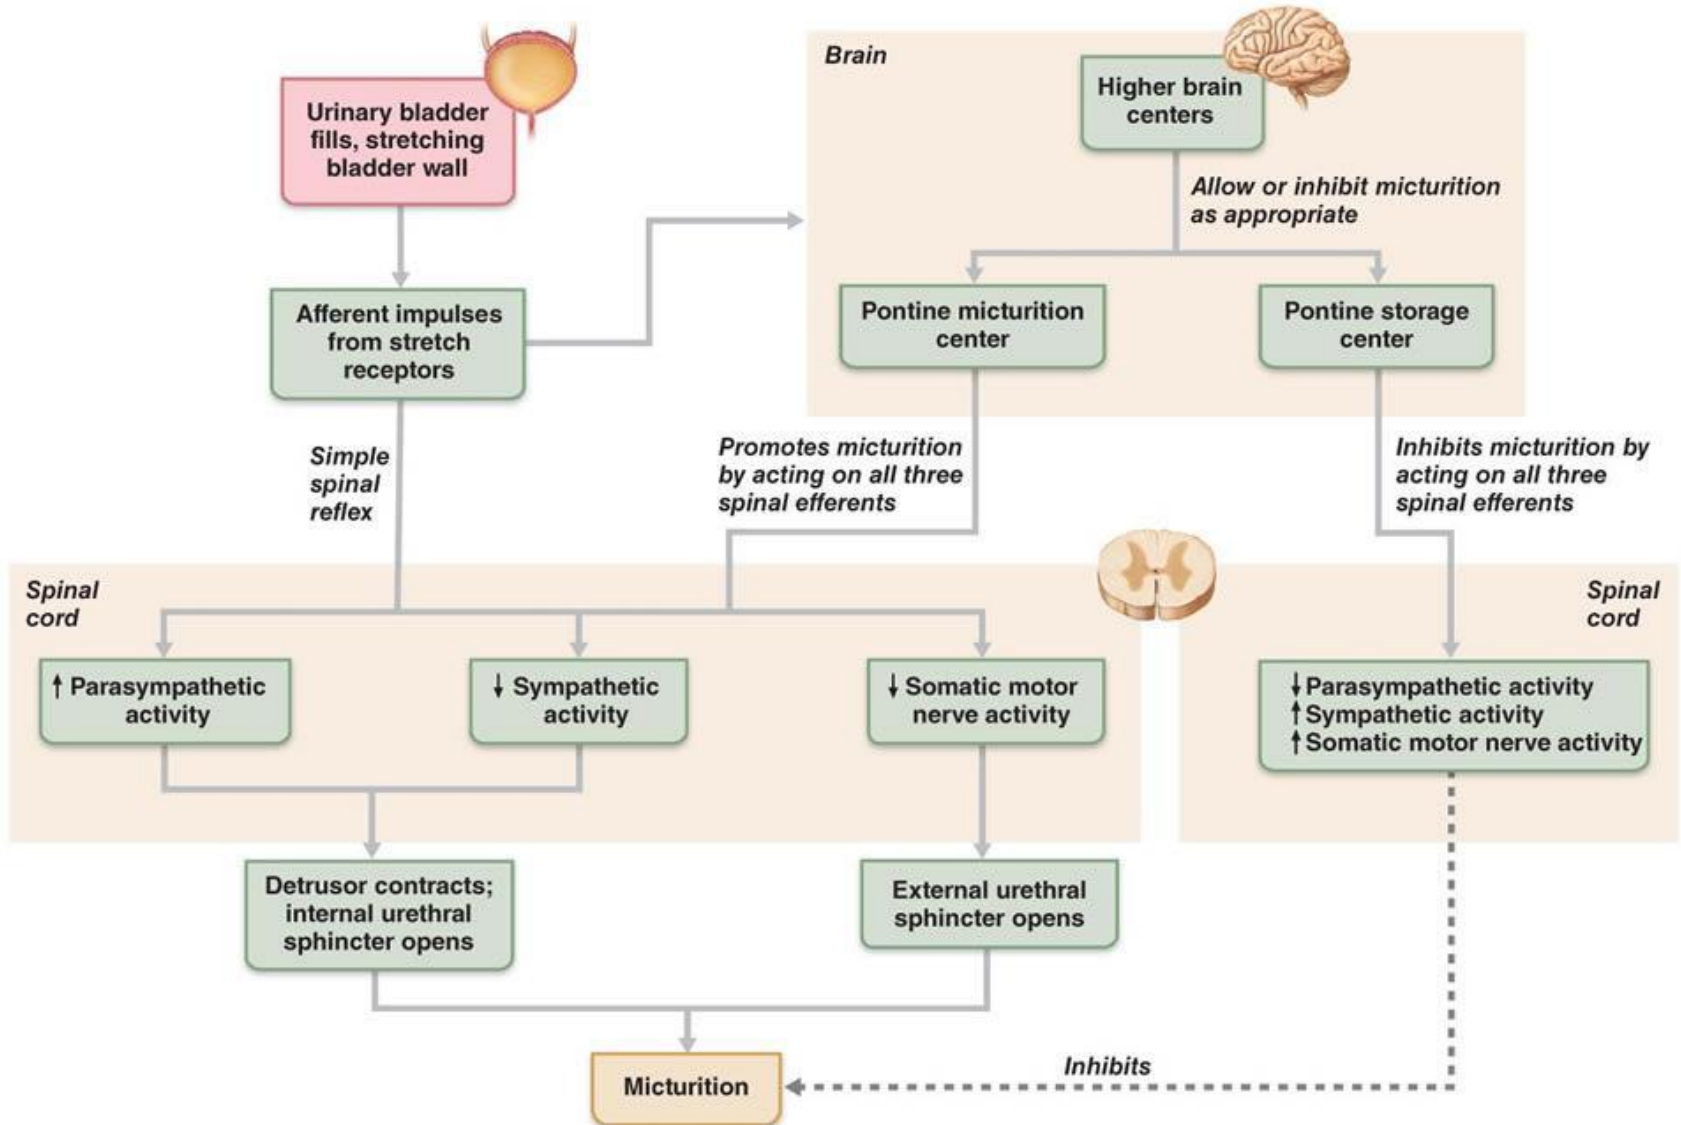 Urinary bladder
fills, stretching
bladder wall
Afferent impulses
from stretch
receptors
Simple
spinal
reflex
Brain
Higher brain
centers
Allow or inhibit micturition
as appropriate
Pontine micturition
center
Pontine storage
center
Promotes micturition
by acting on all three
spinal efferents
Inhibits micturition by
acting on all three
spinal efferents
Spinal
cord
Spinal
cord
↑ Parasympathetic
activity
↓ Sympathetic
activity
↓ Somatic motor
nerve activity
↓ Parasympathetic activity
↑ Sympathetic activity
↑ Somatic motor nerve activity
Detrusor contracts;
internal urethral
sphincter opens
External urethral
sphincter opens
Micturition
Inhibits